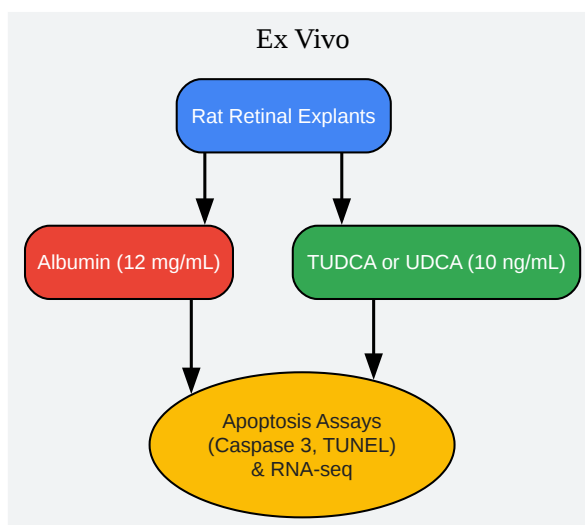 Ex Vivo
Rat Retinal Explants
Albumin (12 mg/mL)
TUDCA or UDCA (10 ng/mL)
Apoptosis Assays
(Caspase 3, TUNEL)
& RNA-seq